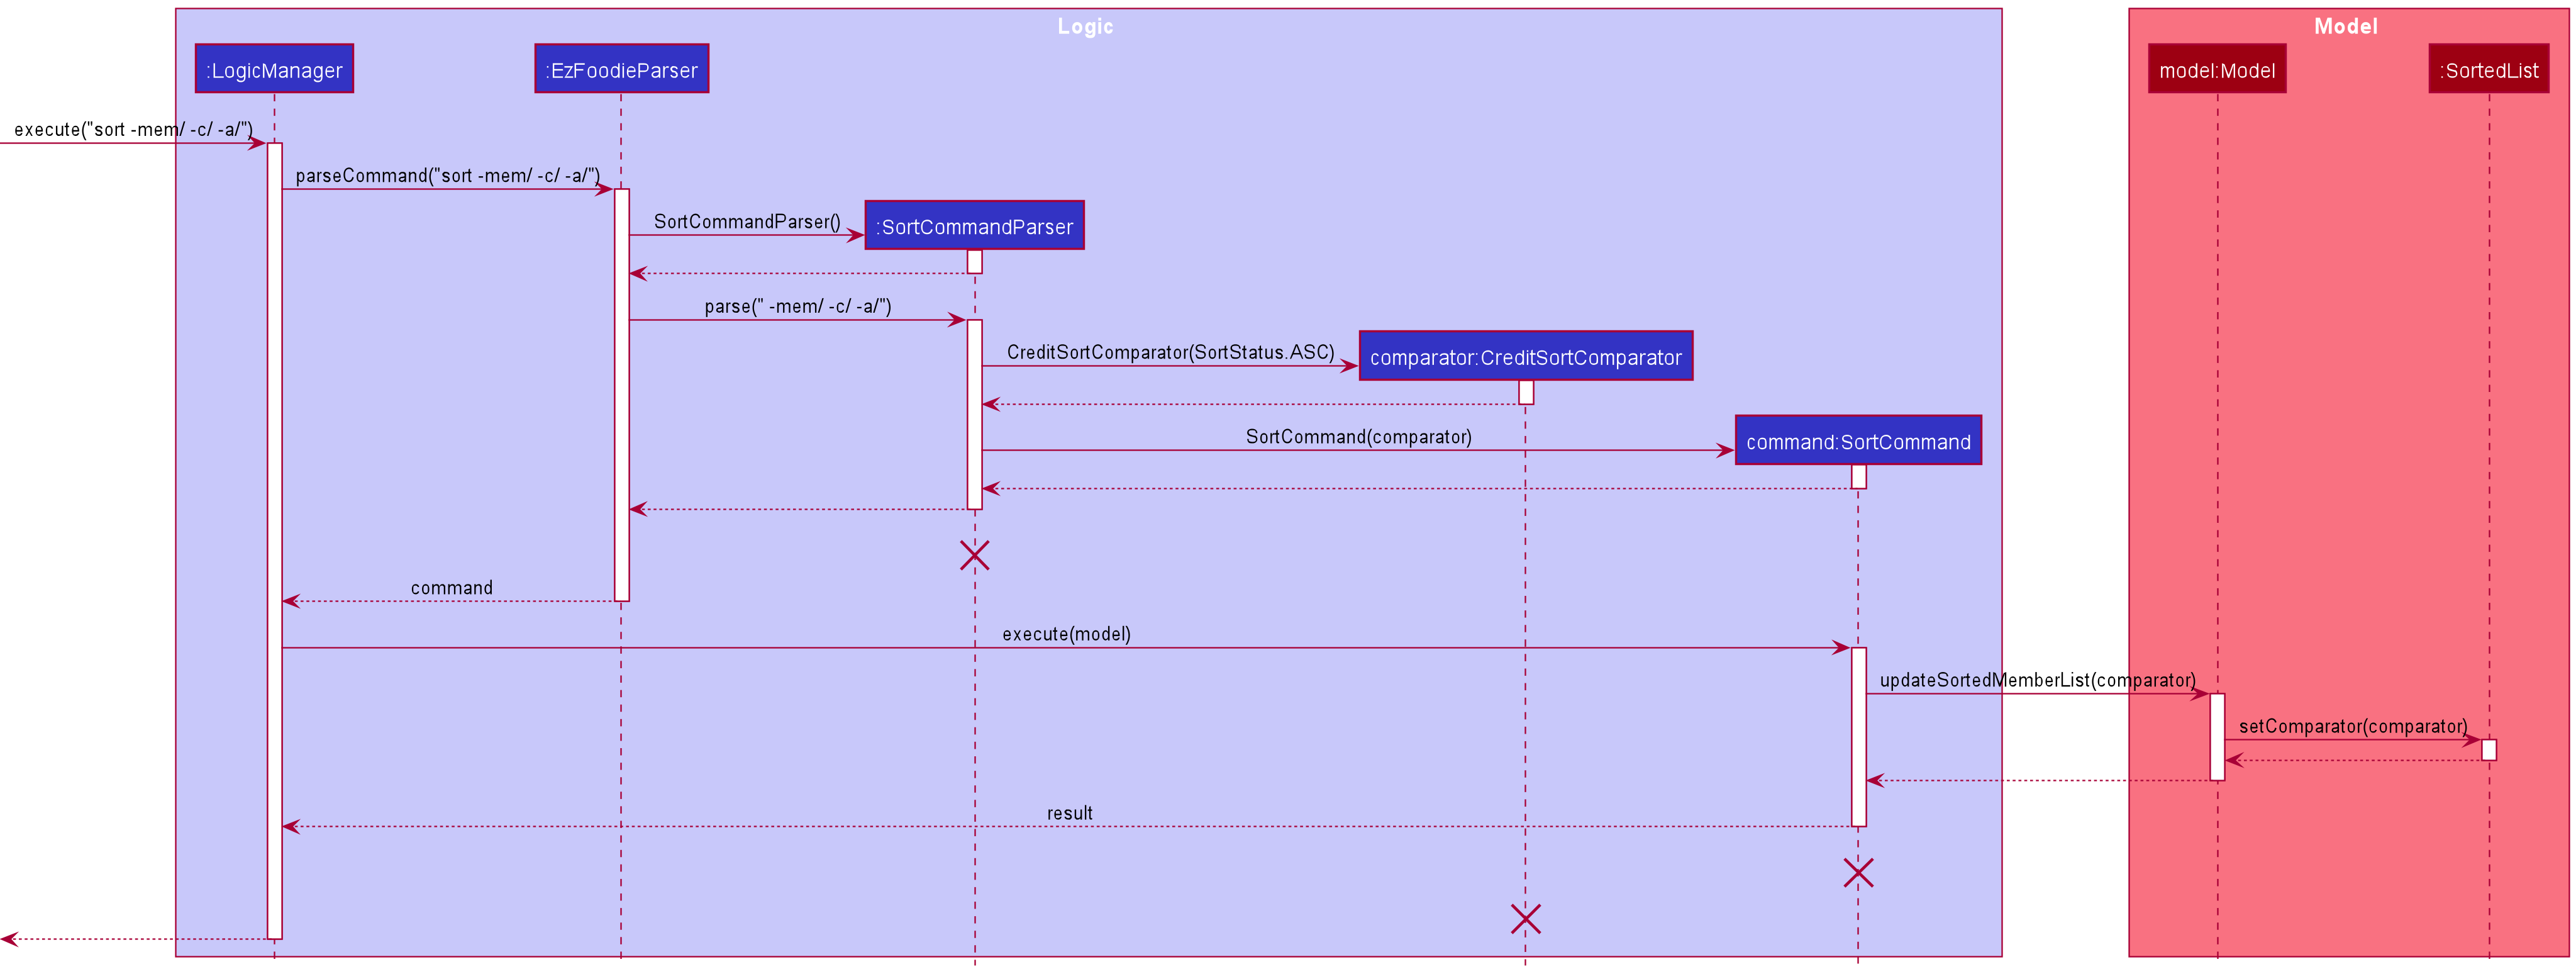 Logic
Model
:LogicManager
:EzFoodieParser
model:Model
:SortedList
execute("sort -mem/ -c/ -a/")
parseCommand("sort -mem/ -c/ -a/")
SortCommandParser()
:SortCommandParser
parse(" -mem/ -c/ -a/")
CreditSortComparator(SortStatus.ASC)
comparator:CreditSortComparator
SortCommand(comparator)
command:SortCommand
command
execute(model)
updateSortedMemberList(comparator)
setComparator(comparator)
result